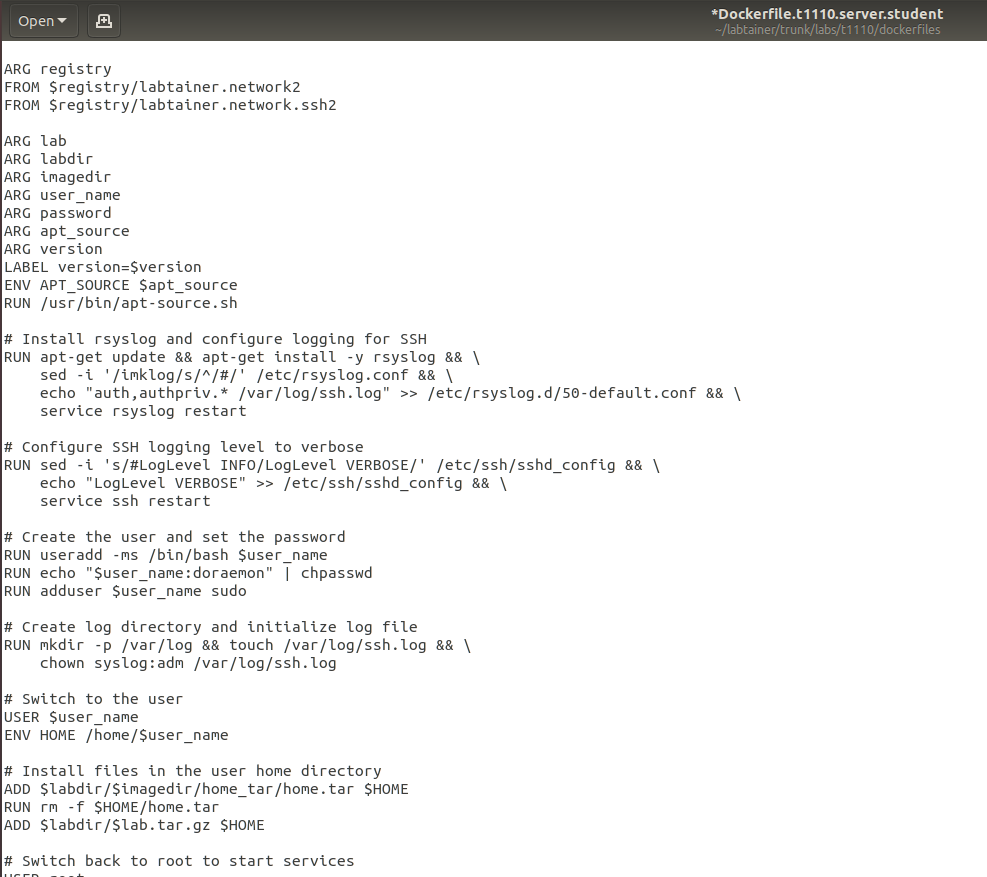 Open
*Dockerfile.t1110.server.student
~/labtainer/trunk/labs/t1110/dockerfiles
ARG registry
FROM $registry/labtainer.network2
FROM $registry/labtainer.network.ssh2
ARG lab
ARG labdir
ARG imagedir
ARG user_name
ARG password
ARG apt_source
ARG version
LABEL version=$version
ENV APT_SOURCE $apt_source
RUN /usr/bin/apt-source.sh
# Install rsyslog and configure logging for SSH
RUN apt-get update && apt-get install -y rsyslog && \
    sed -i '/imklog/s/^/#/' /etc/rsyslog.conf && \
    echo "auth,authpriv.* /var/log/ssh.log" >> /etc/rsyslog.d/50-default.conf && \
    service rsyslog restart
# Configure SSH logging level to verbose
RUN sed -i 's/#LogLevel INFO/LogLevel VERBOSE/' /etc/ssh/sshd_config && \
    echo "LogLevel VERBOSE" >> /etc/ssh/sshd_config && \
    service ssh restart
# Create the user and set the password
RUN useradd -ms /bin/bash $user_name
RUN echo "$user_name:doraemon" | chpasswd
RUN adduser $user_name sudo
# Create log directory and initialize log file
RUN mkdir -p /var/log && touch /var/log/ssh.log && \
    chown syslog:adm /var/log/ssh.log
# Switch to the user
USER $user_name
ENV HOME /home/$user_name
# Install files in the user home directory
ADD $labdir/$imagedir/home_tar/home.tar $HOME
RUN rm -f $HOME/home.tar
ADD $labdir/$lab.tar.gz $HOME
# Switch back to root to start services
USER root